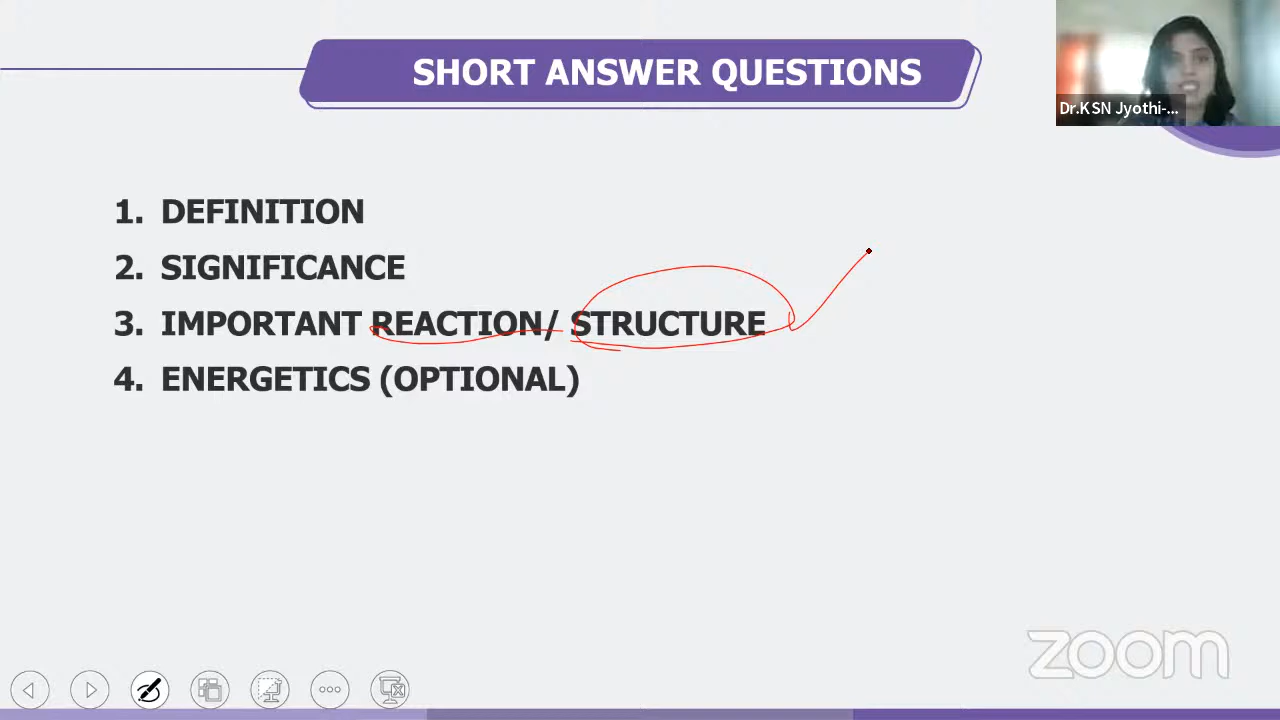 SHORT ANSWER QUESTIONS
Dr.KSN Jyothi-...
1. DEFINITION
2. SIGNIFICANCE
3. IMPORTANT REACTION/ STRUCTURE
4. ENERGETICS (OPTIONAL)
zoom